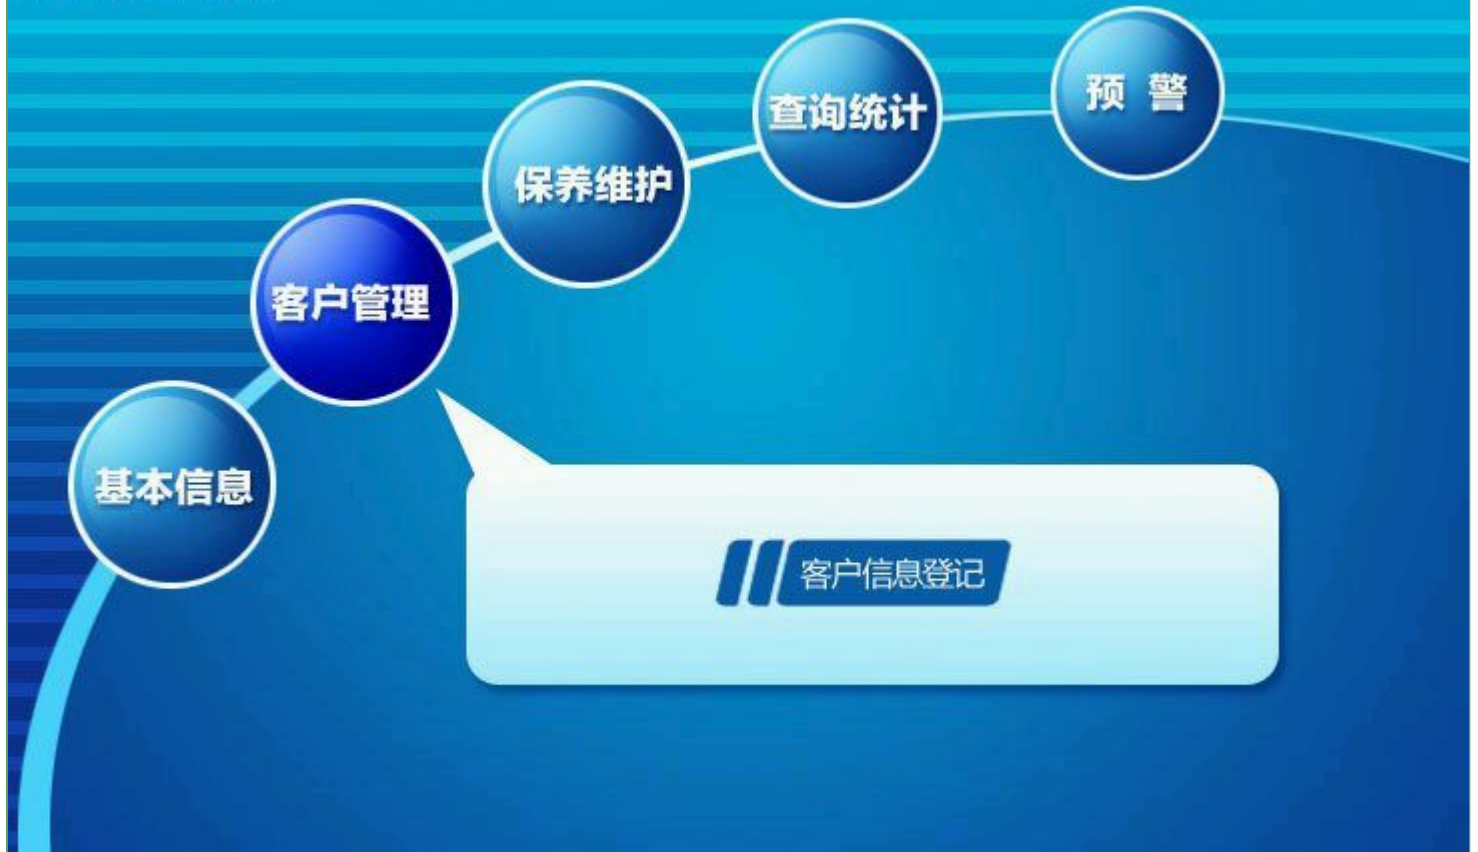 预 警
查询统计
保养维护
客户管理
基本信息
客户信息登记